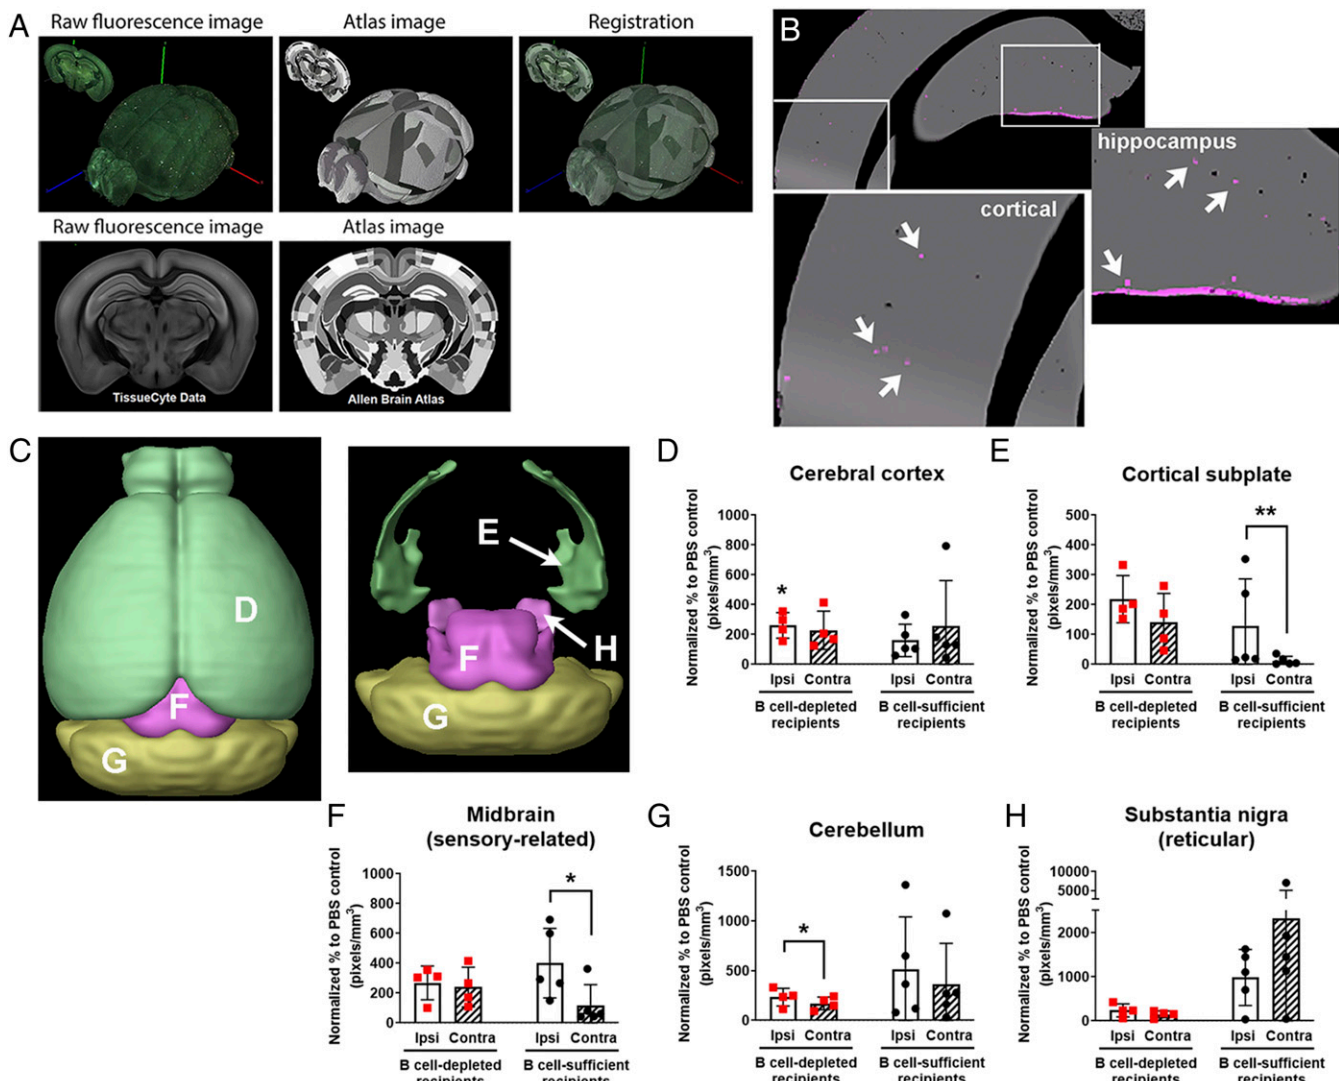 A
Raw fluorescence image
Atlas image
Registration
Raw fluorescence image
Atlas image
TissueCyte Data
Allen Brain Atlas
B
hippocampus
cortical
C
D
F
G
E
H
F
G
D
Cerebral cortex
Normalized % to PBS control
(pixels/mm³)
1000
800
600
400
200
0
*
Ipsi Contra
Ipsi Contra
B cell-depleted
recipients
B cell-sufficient
recipients
E
Cortical subplate
Normalized % to PBS control
(pixels/mm³)
500
400
300
200
100
0
**
Ipsi Contra
Ipsi Contra
B cell-depleted
recipients
B cell-sufficient
recipients
F
Midbrain
(sensory-related)
Normalized % to PBS control
(pixels/mm³)
1000
800
600
400
200
0
*
Ipsi Contra
Ipsi Contra
B cell-depleted
recipients
B cell-sufficient
recipients
G
Cerebellum
Normalized % to PBS control
(pixels/mm³)
1500
1000
500
0
*
Ipsi Contra
Ipsi Contra
B cell-depleted
recipients
B cell-sufficient
recipients
H
Substantia nigra
(reticular)
Normalized % to PBS control
(pixels/mm³)
10000
5000
2000
1000
0
Ipsi Contra
Ipsi Contra
B cell-depleted
recipients
B cell-sufficient
recipients